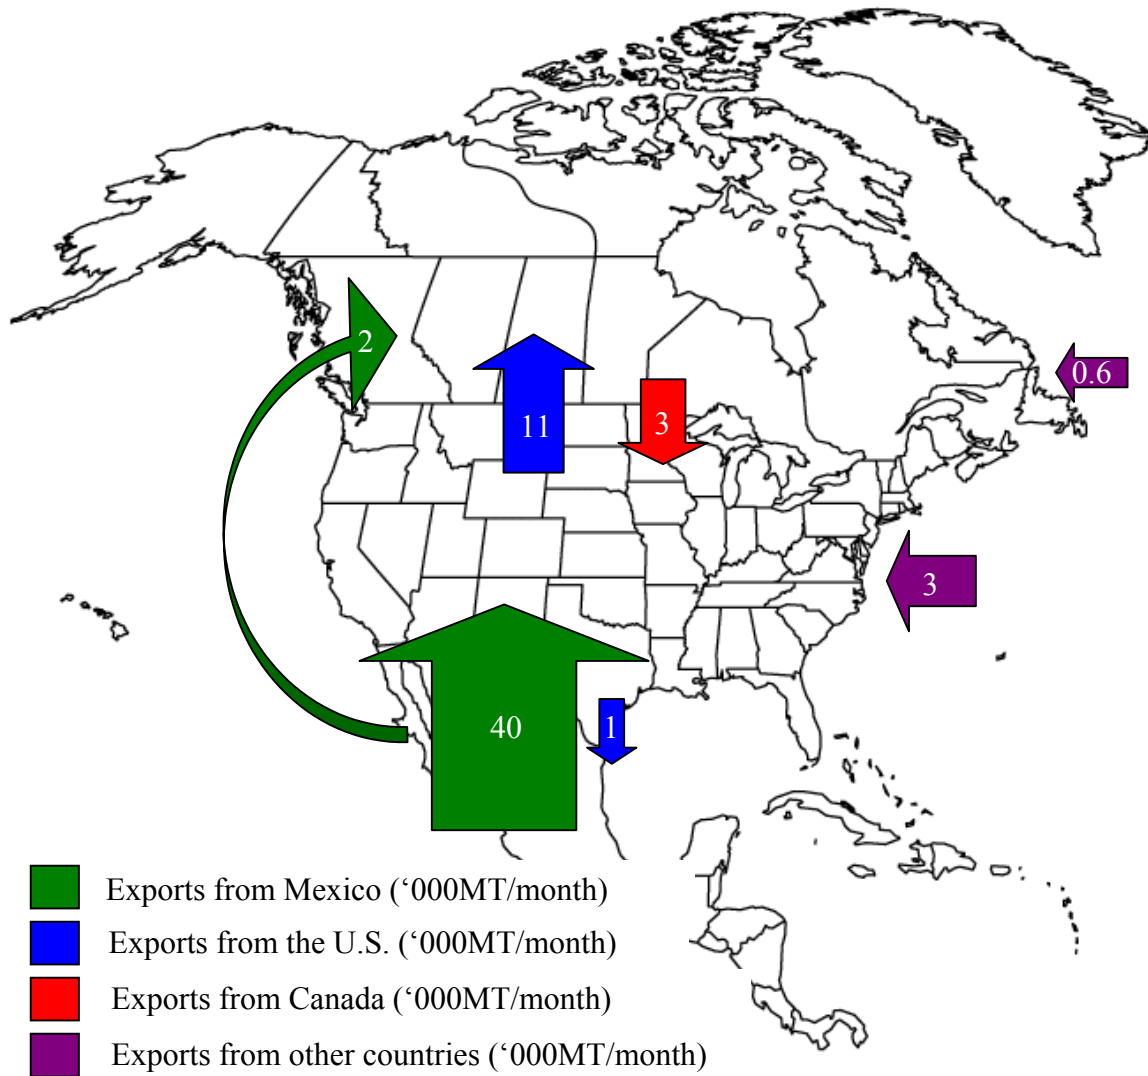 2
0.6
11
3
3
40
1
Exports from Mexico (‘000MT/month)
Exports from the U.S. (‘000MT/month)
Exports from Canada (‘000MT/month)
Exports from other countries (‘000MT/month)